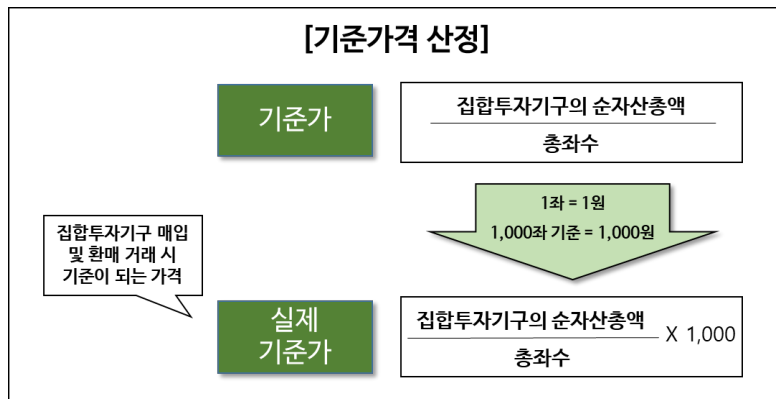 [기준가격 산정]
기준가
집합투자기구의 순자산총액
총좌수
1좌 = 1원
1,000좌 기준 = 1,000원
집합투자기구 매입
및 환매 거래 시
기준이 되는 가격
실제
기준가
집합투자기구의 순자산총액
X 1,000
총좌수